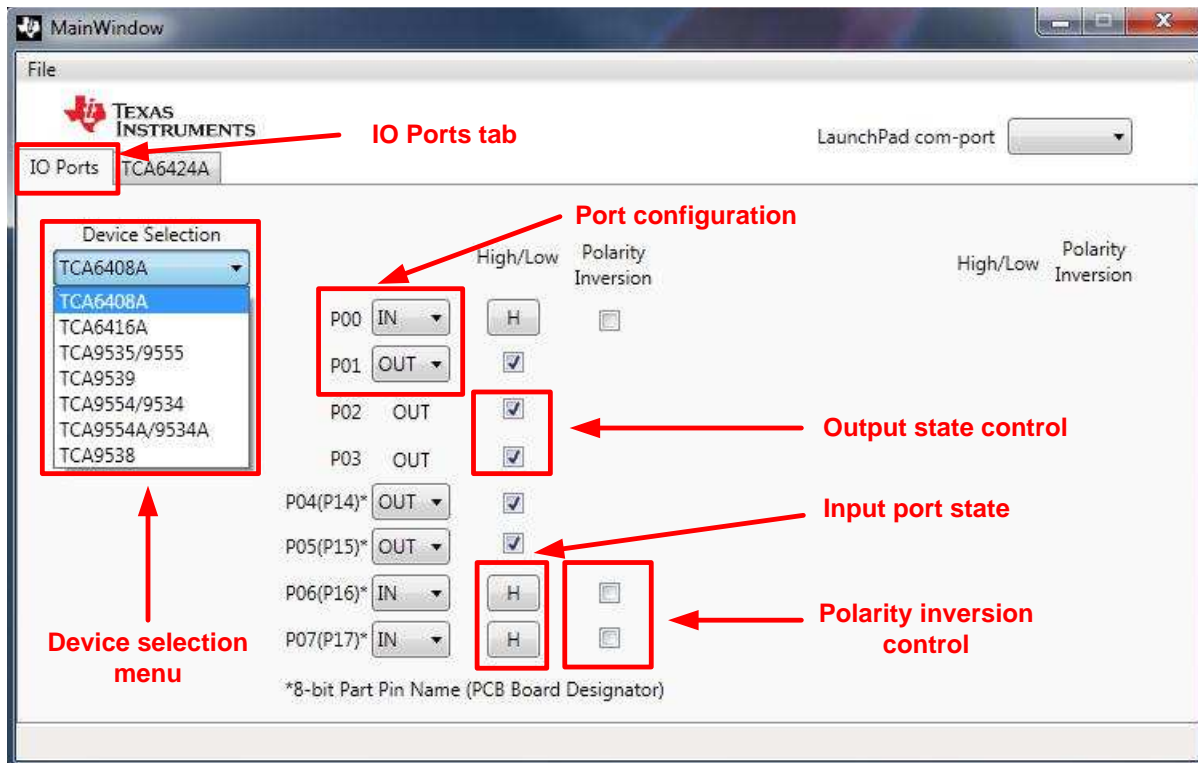 MainWindow
File
TEXAS
INSTRUMENTS
IO Ports tab
LaunchPad com-port
IO Ports
TCA6424A
Device Selection
TCA6408A
TCA6408A
TCA6416A
TCA9535/9555
TCA9539
TCA9554/9534
TCA9554A/9534A
TCA9538
Device selection
menu
Port configuration
High/Low
Polarity
Inversion
High/Low
Polarity
Inversion
P00 IN H
P01 OUT
P02 OUT
P03 OUT
Output state control
P04(P14)* OUT
Input port state
P05(P15)* OUT
P06(P16)* IN H
P07(P17)* IN H
Polarity inversion
control
*8-bit Part Pin Name (PCB Board Designator)